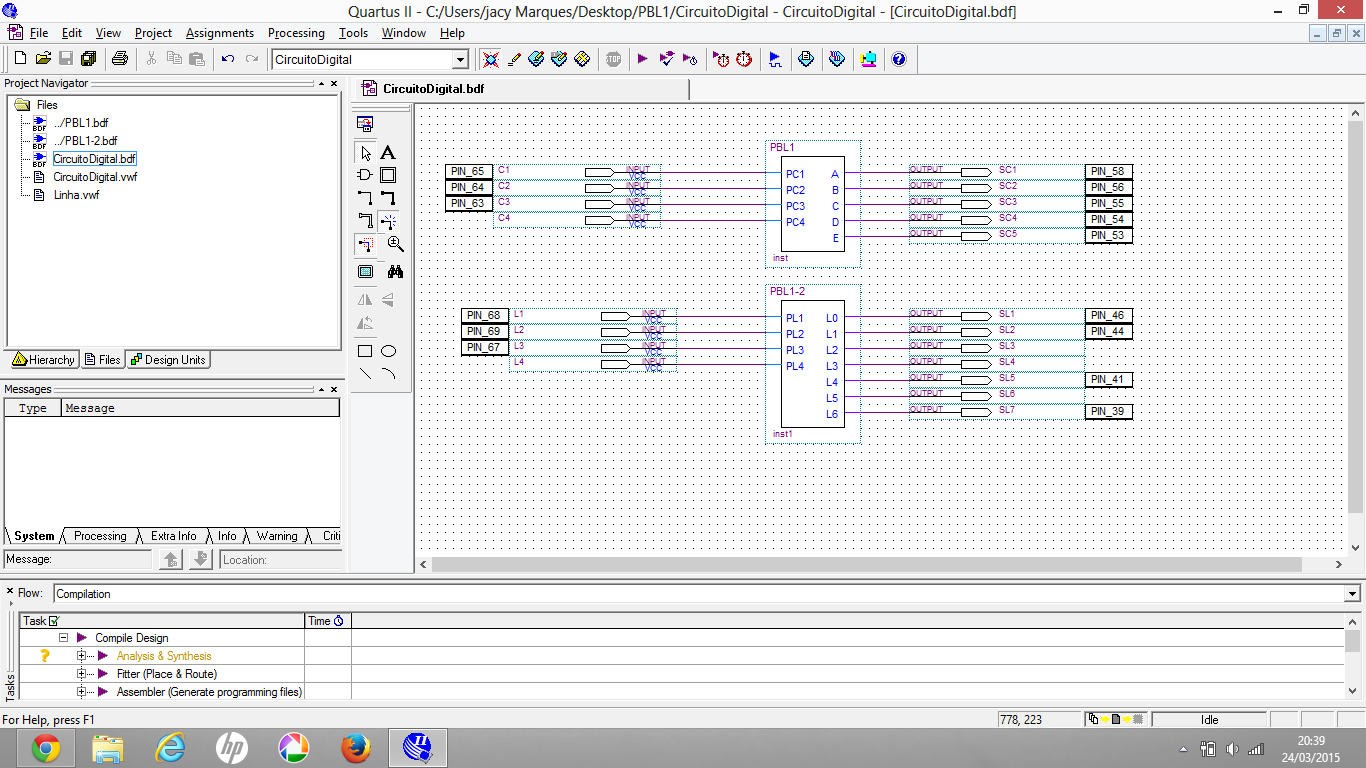 Quartus II - C:/Users/jacy Marques/Desktop/PBL1/CircuitoDigital - CircuitoDigital - [CircuitoDigital.bdf]
File Edit View Project Assignments Processing Tools Window Help
CircuitoDigital
STOP
Project Navigator
Files
BDF ../PBL1.bdf
BDF ../PBL1-2.bdf
BDF CircuitoDigital.bdf
CircuitoDigital.vwf
Linha.vwf
Hierarchy Files Design Units
Messages
Type Message
System Processing Extra Info Info Warning Criti
Message: Location:
CircuitoDigital.bdf
A
PBL1
PIN_65 C1 INPUT VCC PC1 A OUTPUT SC1 PIN_58
PIN_64 C2 INPUT VCC PC2 B OUTPUT SC2 PIN_56
PIN_63 C3 INPUT VCC PC3 C OUTPUT SC3 PIN_55
C4 INPUT VCC PC4 D OUTPUT SC4 PIN_54
E OUTPUT SC5 PIN_53
inst
PBL1-2
PIN_68 L1 INPUT VCC PL1 L0 OUTPUT SL1 PIN_46
PIN_69 L2 INPUT VCC PL2 L1 OUTPUT SL2 PIN_44
PIN_67 L3 INPUT VCC PL3 L2 OUTPUT SL3
L4 INPUT VCC PL4 L3 OUTPUT SL4
L4 OUTPUT SL5 PIN_41
L5 OUTPUT SL6
L6 OUTPUT SL7 PIN_39
inst1
Flow: Compilation
Tasks
Task Time
Compile Design
? Analysis & Synthesis
Fitter (Place & Route)
Assembler (Generate programming files)
For Help, press F1
778, 223
Idle
hp
II
20:39
24/03/2015